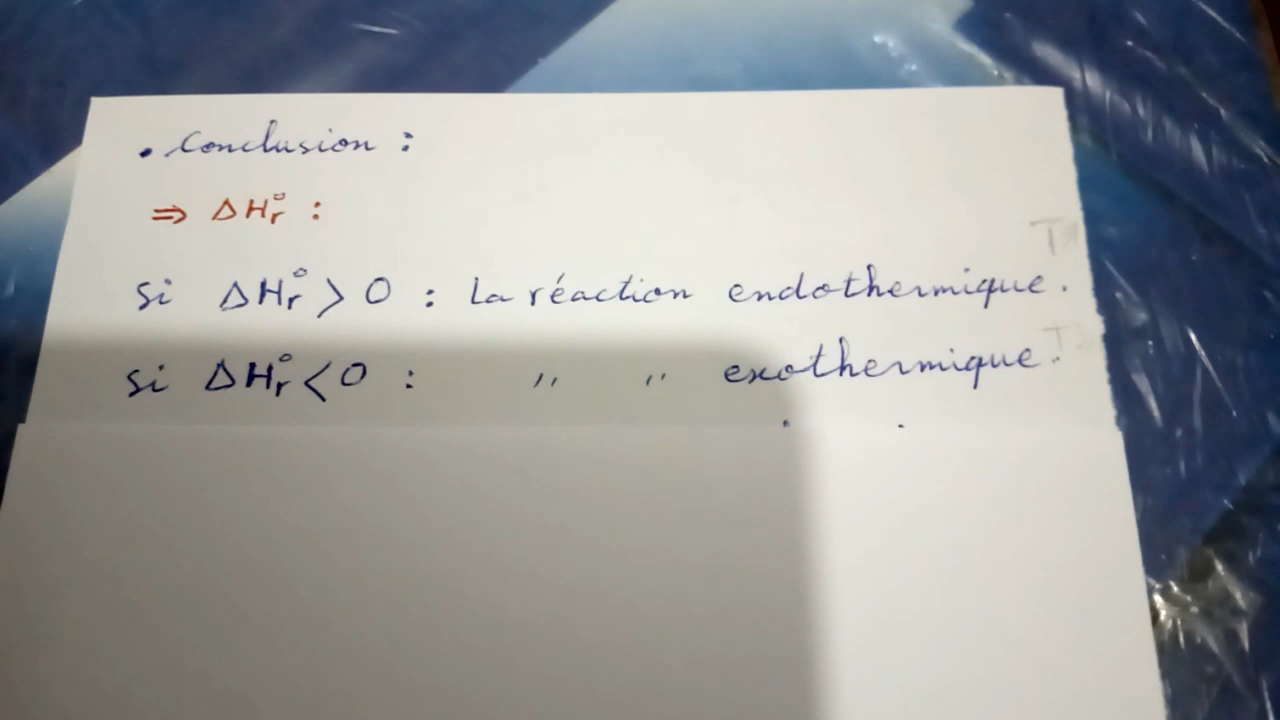 • Conclusion :
⇒ ΔH°r :
Si ΔH°r > 0 : La réaction endothermique.
si ΔH°r < 0 : " " exothermique.